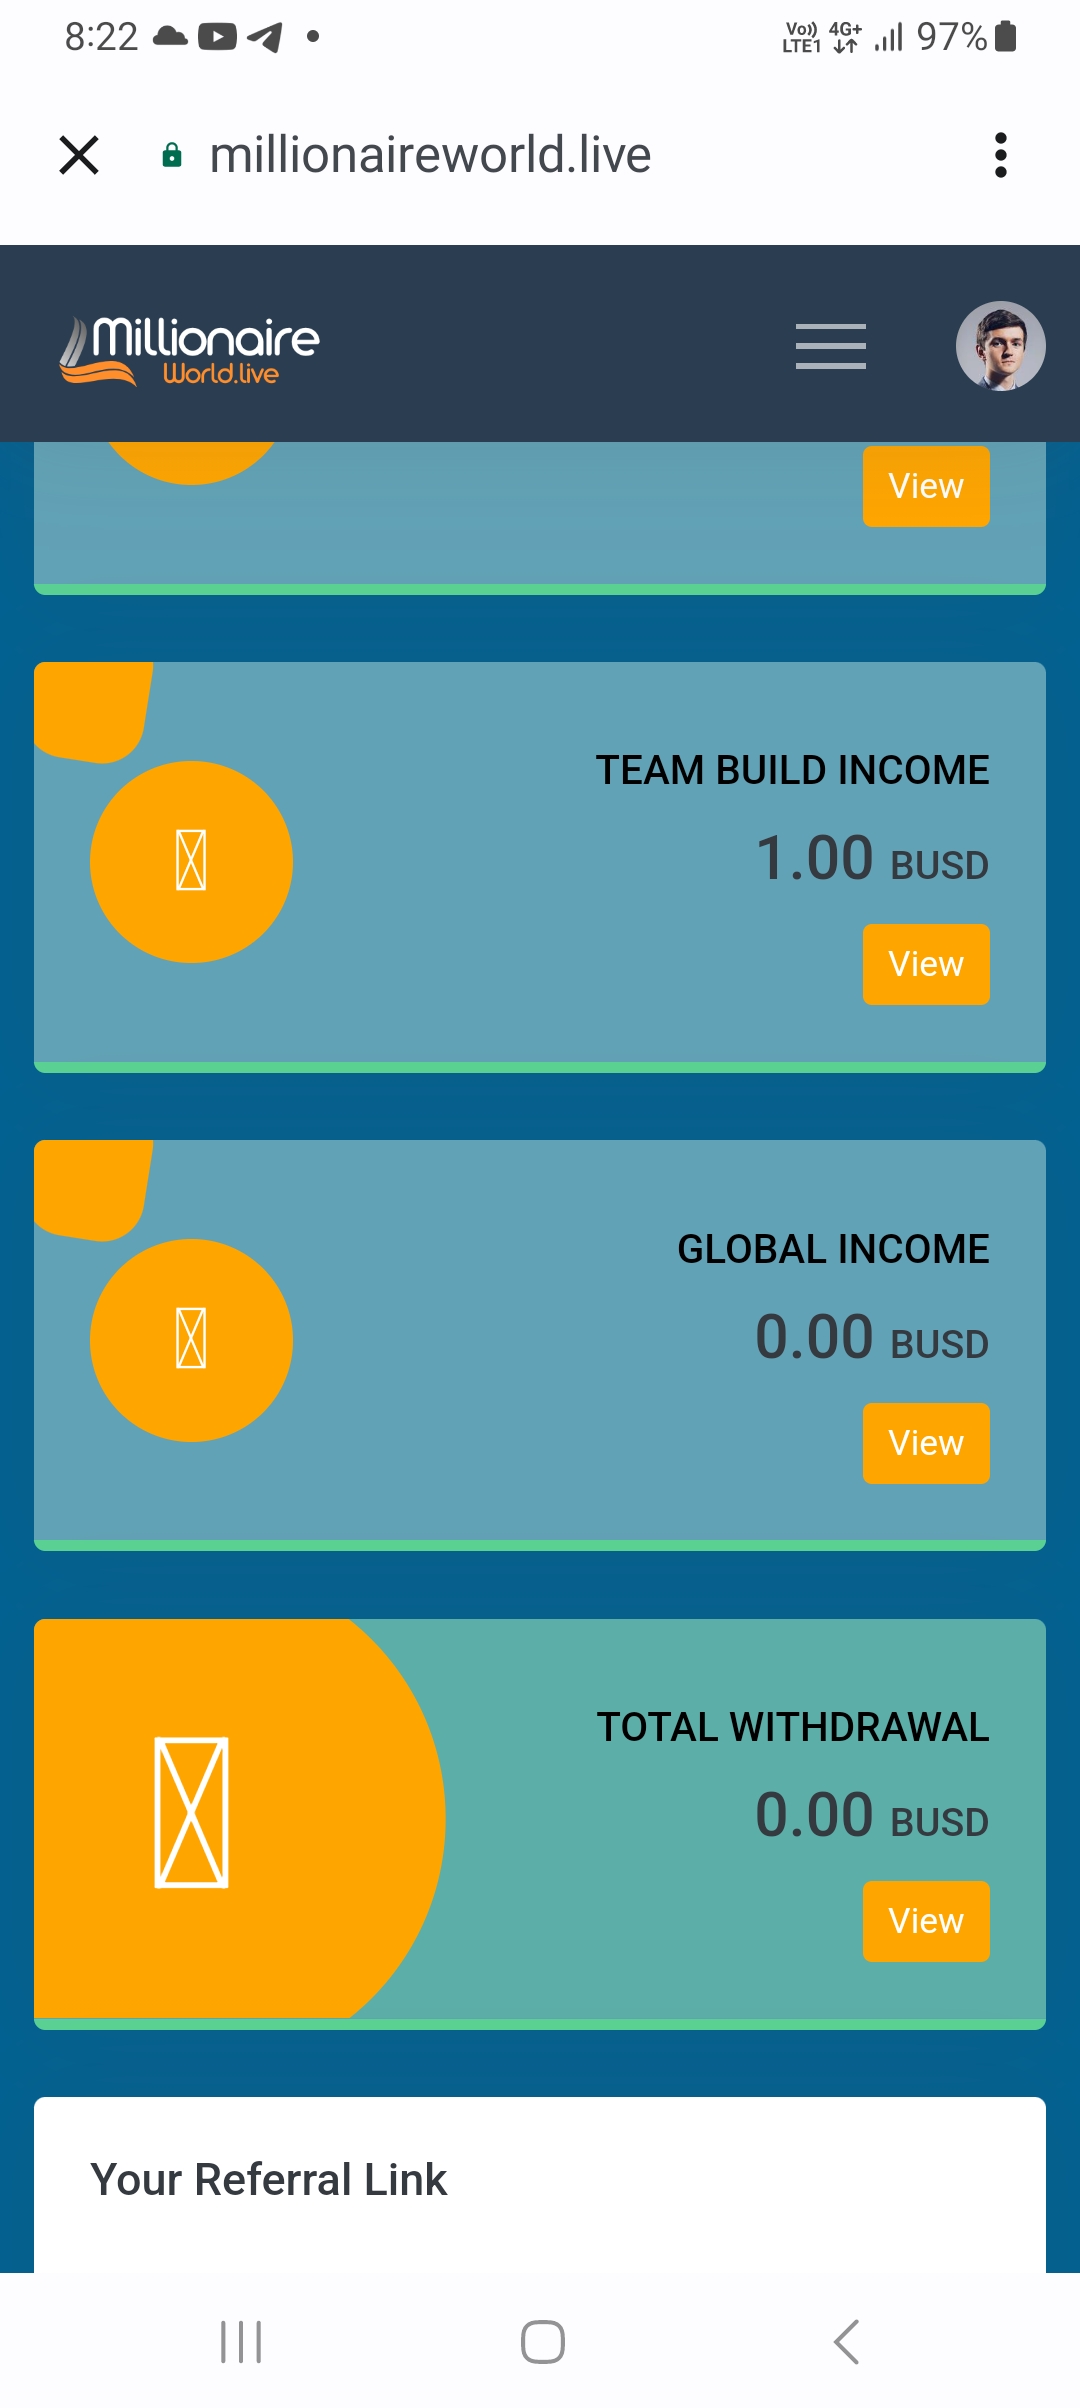 8:22
Vo)) 4G+
LTE1
97%
millionaireworld.live
Millionaire
World.live
View
TEAM BUILD INCOME
1.00 BUSD
View
GLOBAL INCOME
0.00 BUSD
View
TOTAL WITHDRAWAL
0.00 BUSD
View
Your Referral Link